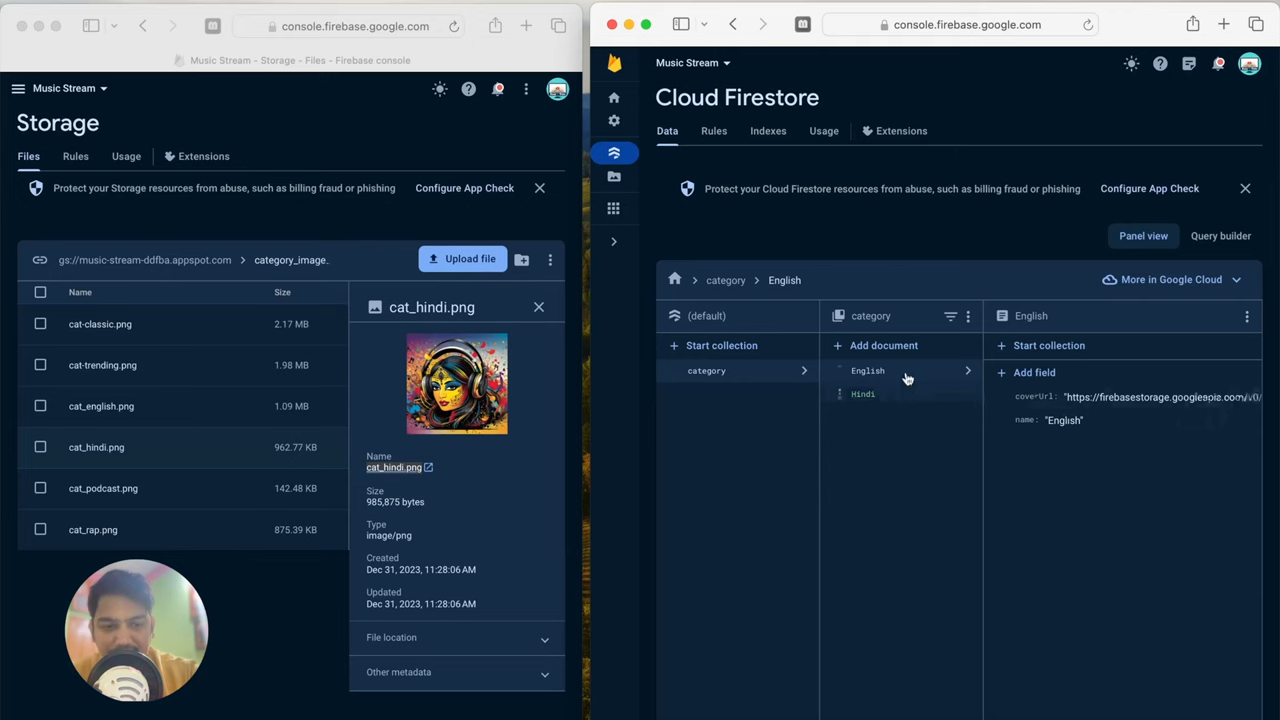 console.firebase.google.com
Music Stream - Storage - Files - Firebase console
Music Stream
Storage
Files
Rules
Usage
Extensions
Protect your Storage resources from abuse, such as billing fraud or phishing
Configure App Check
gs://music-stream-ddfba.appspot.com
category_image..
Upload file
Name
Size
cat-classic.png
2.17 MB
cat-trending.png
1.98 MB
cat_english.png
1.09 MB
cat_hindi.png
962.77 KB
cat_podcast.png
142.48 KB
cat_rap.png
875.39 KB
cat_hindi.png
Name
cat_hindi.png
Size
985,875 bytes
Type
image/png
Created
Dec 31, 2023, 11:28:06 AM
Updated
Dec 31, 2023, 11:28:06 AM
File location
Other metadata
console.firebase.google.com
Music Stream
Cloud Firestore
Data
Rules
Indexes
Usage
Extensions
Protect your Cloud Firestore resources from abuse, such as billing fraud or phishing
Configure App Check
Panel view
Query builder
category
English
More in Google Cloud
(default)
Start collection
category
category
Add document
English
Hindi
English
Start collection
Add field
coverUrl: "https://firebasestorage.googleapis.com/v0/
name: "English"